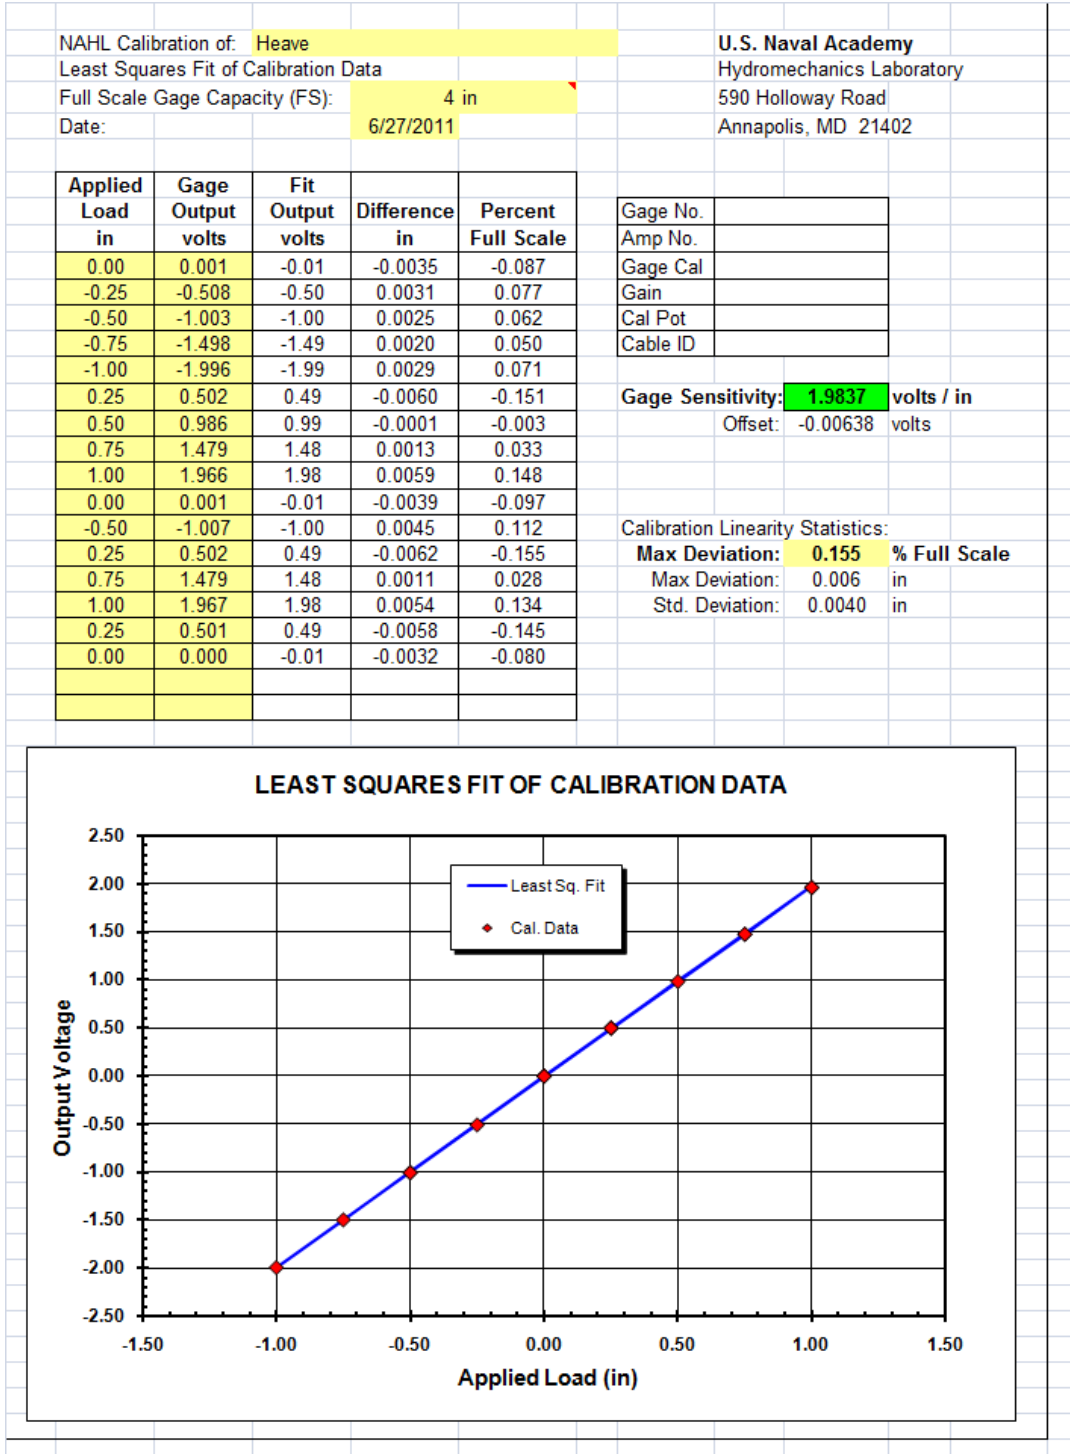 NAHL Calibration of: Heave U.S. Naval Academy
Least Squares Fit of Calibration Data Hydromechanics Laboratory
Full Scale Gage Capacity (FS): 4 in 590 Holloway Road
Date: 6/27/2011 Annapolis, MD 21402
Applied Gage Fit
Load Output Output Difference Percent Gage No.
in volts volts in Full Scale Amp No.
0.00 0.001 -0.01 -0.0035 -0.087 Gage Cal
-0.25 -0.508 -0.50 0.0031 0.077 Gain
-0.50 -1.003 -1.00 0.0025 0.062 Cal Pot
-0.75 -1.498 -1.49 0.0020 0.050 Cable ID
-1.00 -1.996 -1.99 0.0029 0.071
0.25 0.502 0.49 -0.0060 -0.151 Gage Sensitivity: 1.9837 volts / in
0.50 0.986 0.99 -0.0001 -0.003 Offset: -0.00638 volts
0.75 1.479 1.48 0.0013 0.033
1.00 1.966 1.98 0.0059 0.148
0.00 0.001 -0.01 -0.0039 -0.097
-0.50 -1.007 -1.00 0.0045 0.112 Calibration Linearity Statistics:
0.25 0.502 0.49 -0.0062 -0.155 Max Deviation: 0.155 % Full Scale
0.75 1.479 1.48 0.0011 0.028 Max Deviation: 0.006 in
1.00 1.967 1.98 0.0054 0.134 Std. Deviation: 0.0040 in
0.25 0.501 0.49 -0.0058 -0.145
0.00 0.000 -0.01 -0.0032 -0.080
LEAST SQUARES FIT OF CALIBRATION DATA
2.50
2.00
1.50
1.00
0.50
0.00
-0.50
-1.00
-1.50
-2.00
-2.50
Output Voltage
Least Sq. Fit
Cal. Data
-1.50 -1.00 -0.50 0.00 0.50 1.00 1.50
Applied Load (in)